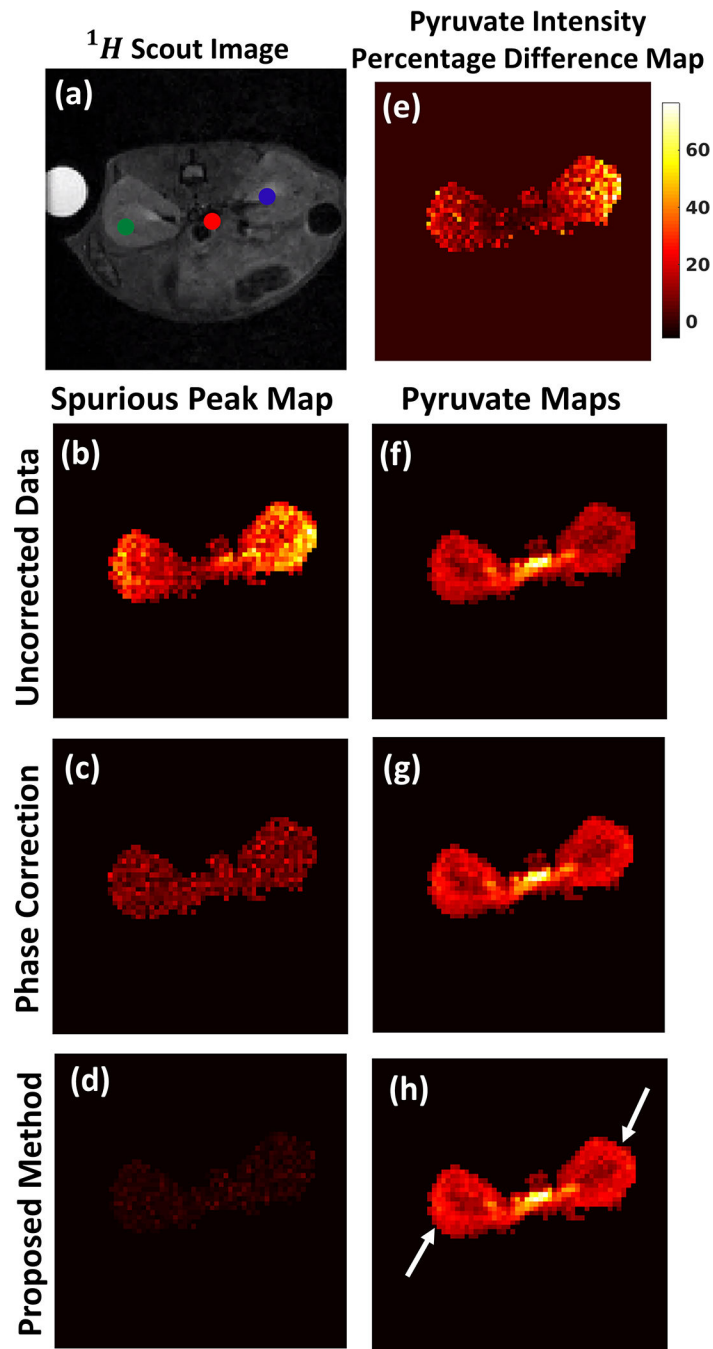 ¹H Scout Image
Pyruvate Intensity
Percentage Difference Map
(a)
(e)
60
40
20
0
Spurious Peak Map
Pyruvate Maps
Uncorrected Data
(b)
(f)
Phase Correction
(c)
(g)
Proposed Method
(d)
(h)